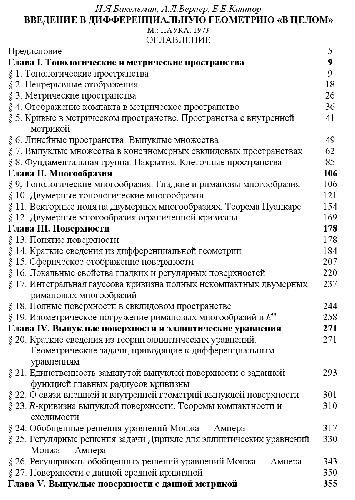 И.Я.Бакельман, А.Л.Вернер, Б.Е.Кантор
ВВЕДЕНИЕ В ДИФФЕРЕНЦИАЛЬНУЮ ГЕОМЕТРИЮ «В ЦЕЛОМ»
М.: НАУКА, 1973
ОГЛАВЛЕНИЕ
Предисловие 5
Глава I. Топологические и метрические пространства 9
§ 1. Топологические пространства 9
§ 2. Непрерывные отображения 18
§ 3. Метрические пространства 26
§ 4. Отображение компакта в метрическое пространство 36
§ 5. Кривые в метрическом пространстве. Пространства с внутренней 41
метрикой
§ 6. Линейные пространства. Выпуклые множества 49
§ 7. Выпуклые множества в конечномерных евклидовых пространствах 62
§ 8. Фундаментальная группа. Накрытия. Клеточные пространства 85
Глава II. Многообразия 106
§ 9. Топологические многообразия. Гладкие и римановы многообразия 106
§ 10. Двумерные топологические многообразия 121
§ 11. Векторные поля на двумерных многообразиях. Теорема Пуанкаре 154
§ 12. Двумерные многообразия ограниченной кривизны 169
Глава III. Поверхности 178
§ 13. Понятие поверхности 178
§ 14. Краткие сведения из дифференциальной геометрии 184
§ 15. Сферическое отображение поверхности 207
§ 16. Локальные свойства гладких и регулярных поверхностей 220
§ 17. Интегральная гауссова кривизна полных некомпактных двумерных 237
римановых многообразий
§ 18. Полные поверхности в евклидовом пространстве 244
§ 19. Изометрическое погружение римановых многообразий в 258
Глава IV. Выпуклые поверхности и эллиптические уравнения 271
§ 20. Краткие сведения из теории эллиптических уравнений. 271
Геометрические задачи, приводящие к дифференциальным
уравнениям
§ 21. Единственность замкнутой выпуклой поверхности с заданной 293
функцией главных радиусов кривизны
§ 22. О связи внешней и внутренней геометрий выпуклой поверхности 301
§ 23. R-кривизна выпуклой поверхности. Теоремы компактности и 310
сходимости
§ 24. Обобщенные решения уравнений Монжа — Ампера 317
§ 25. Регулярные решения задачи Дирихле для эллиптических уравнений 330
Монжа — Ампера
§ 26. Регулярность обобщенных решений уравнений Монжа — Ампера 343
§ 27. Поверхности с данной средней кривизной 350
Глава V. Выпуклые поверхности с данной метрикой 355